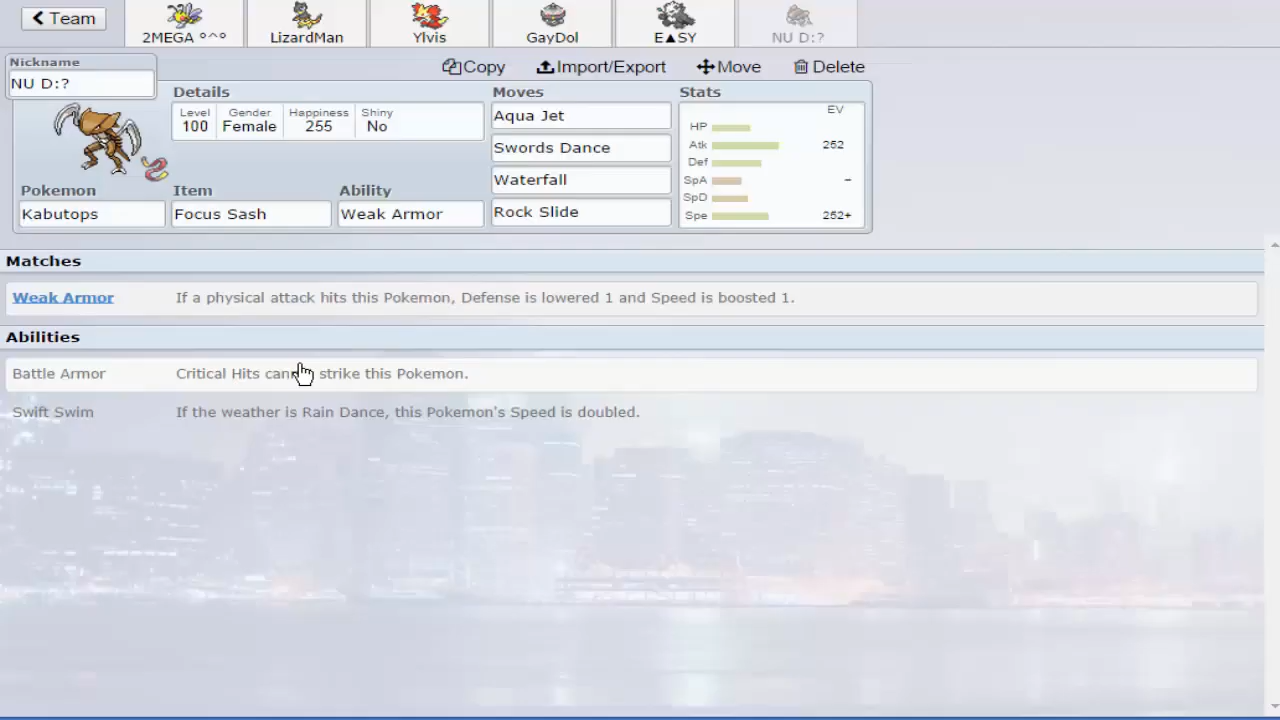 Team
2MEGA °^°
LizardMan
Ylvis
GayDol
E▲SY
NU D:?
Nickname
NU D:?
Copy
Import/Export
Move
Delete
Details
Level
100
Gender
Female
Happiness
255
Shiny
No
Pokemon
Kabutops
Item
Focus Sash
Ability
Weak Armor
Moves
Aqua Jet
Swords Dance
Waterfall
Rock Slide
Stats
EV
HP
Atk 252
Def
SpA –
SpD
Spe 252+
Matches
Weak Armor If a physical attack hits this Pokemon, Defense is lowered 1 and Speed is boosted 1.
Abilities
Battle Armor Critical Hits can strike this Pokemon.
Swift Swim If the weather is Rain Dance, this Pokemon's Speed is doubled.